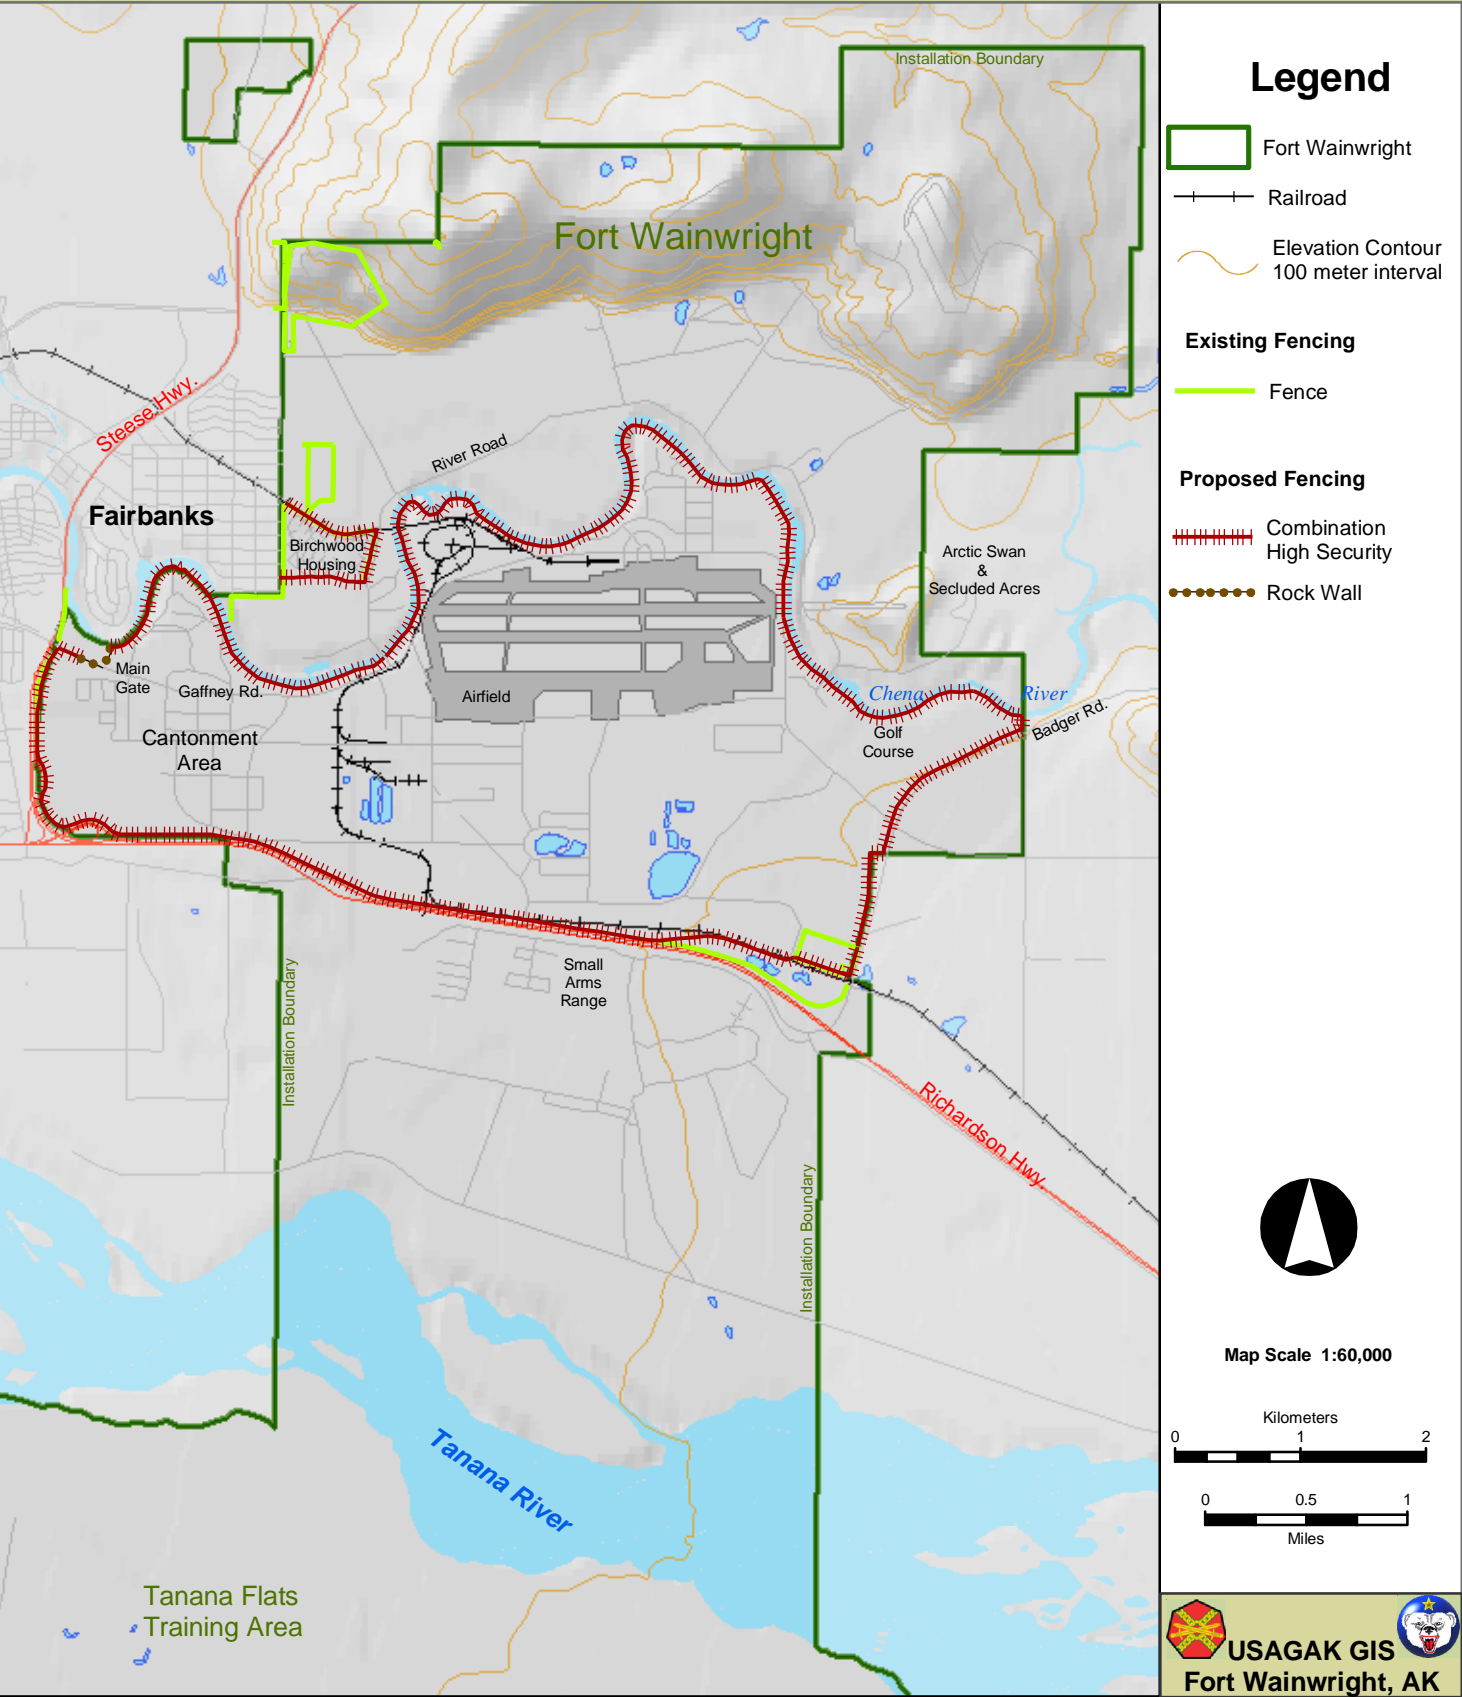 Installation Boundary
Fort Wainwright
Steese Hwy.
River Road
Fairbanks
Birchwood
Housing
Arctic Swan
&
Secluded Acres
Main
Gate
Gaffney Rd.
Airfield
Chena
River
Badger Rd.
Golf
Course
Cantonment
Area
Small
Arms
Range
Installation Boundary
Richardson Hwy.
Installation Boundary
Tanana River
Tanana Flats
Training Area
Legend
Fort Wainwright
Railroad
Elevation Contour
100 meter interval
Existing Fencing
Fence
Proposed Fencing
Combination
High Security
Rock Wall
Map Scale 1:60,000
Kilometers
0 1 2
0 0.5 1
Miles
USAGAK GIS
Fort Wainwright, AK